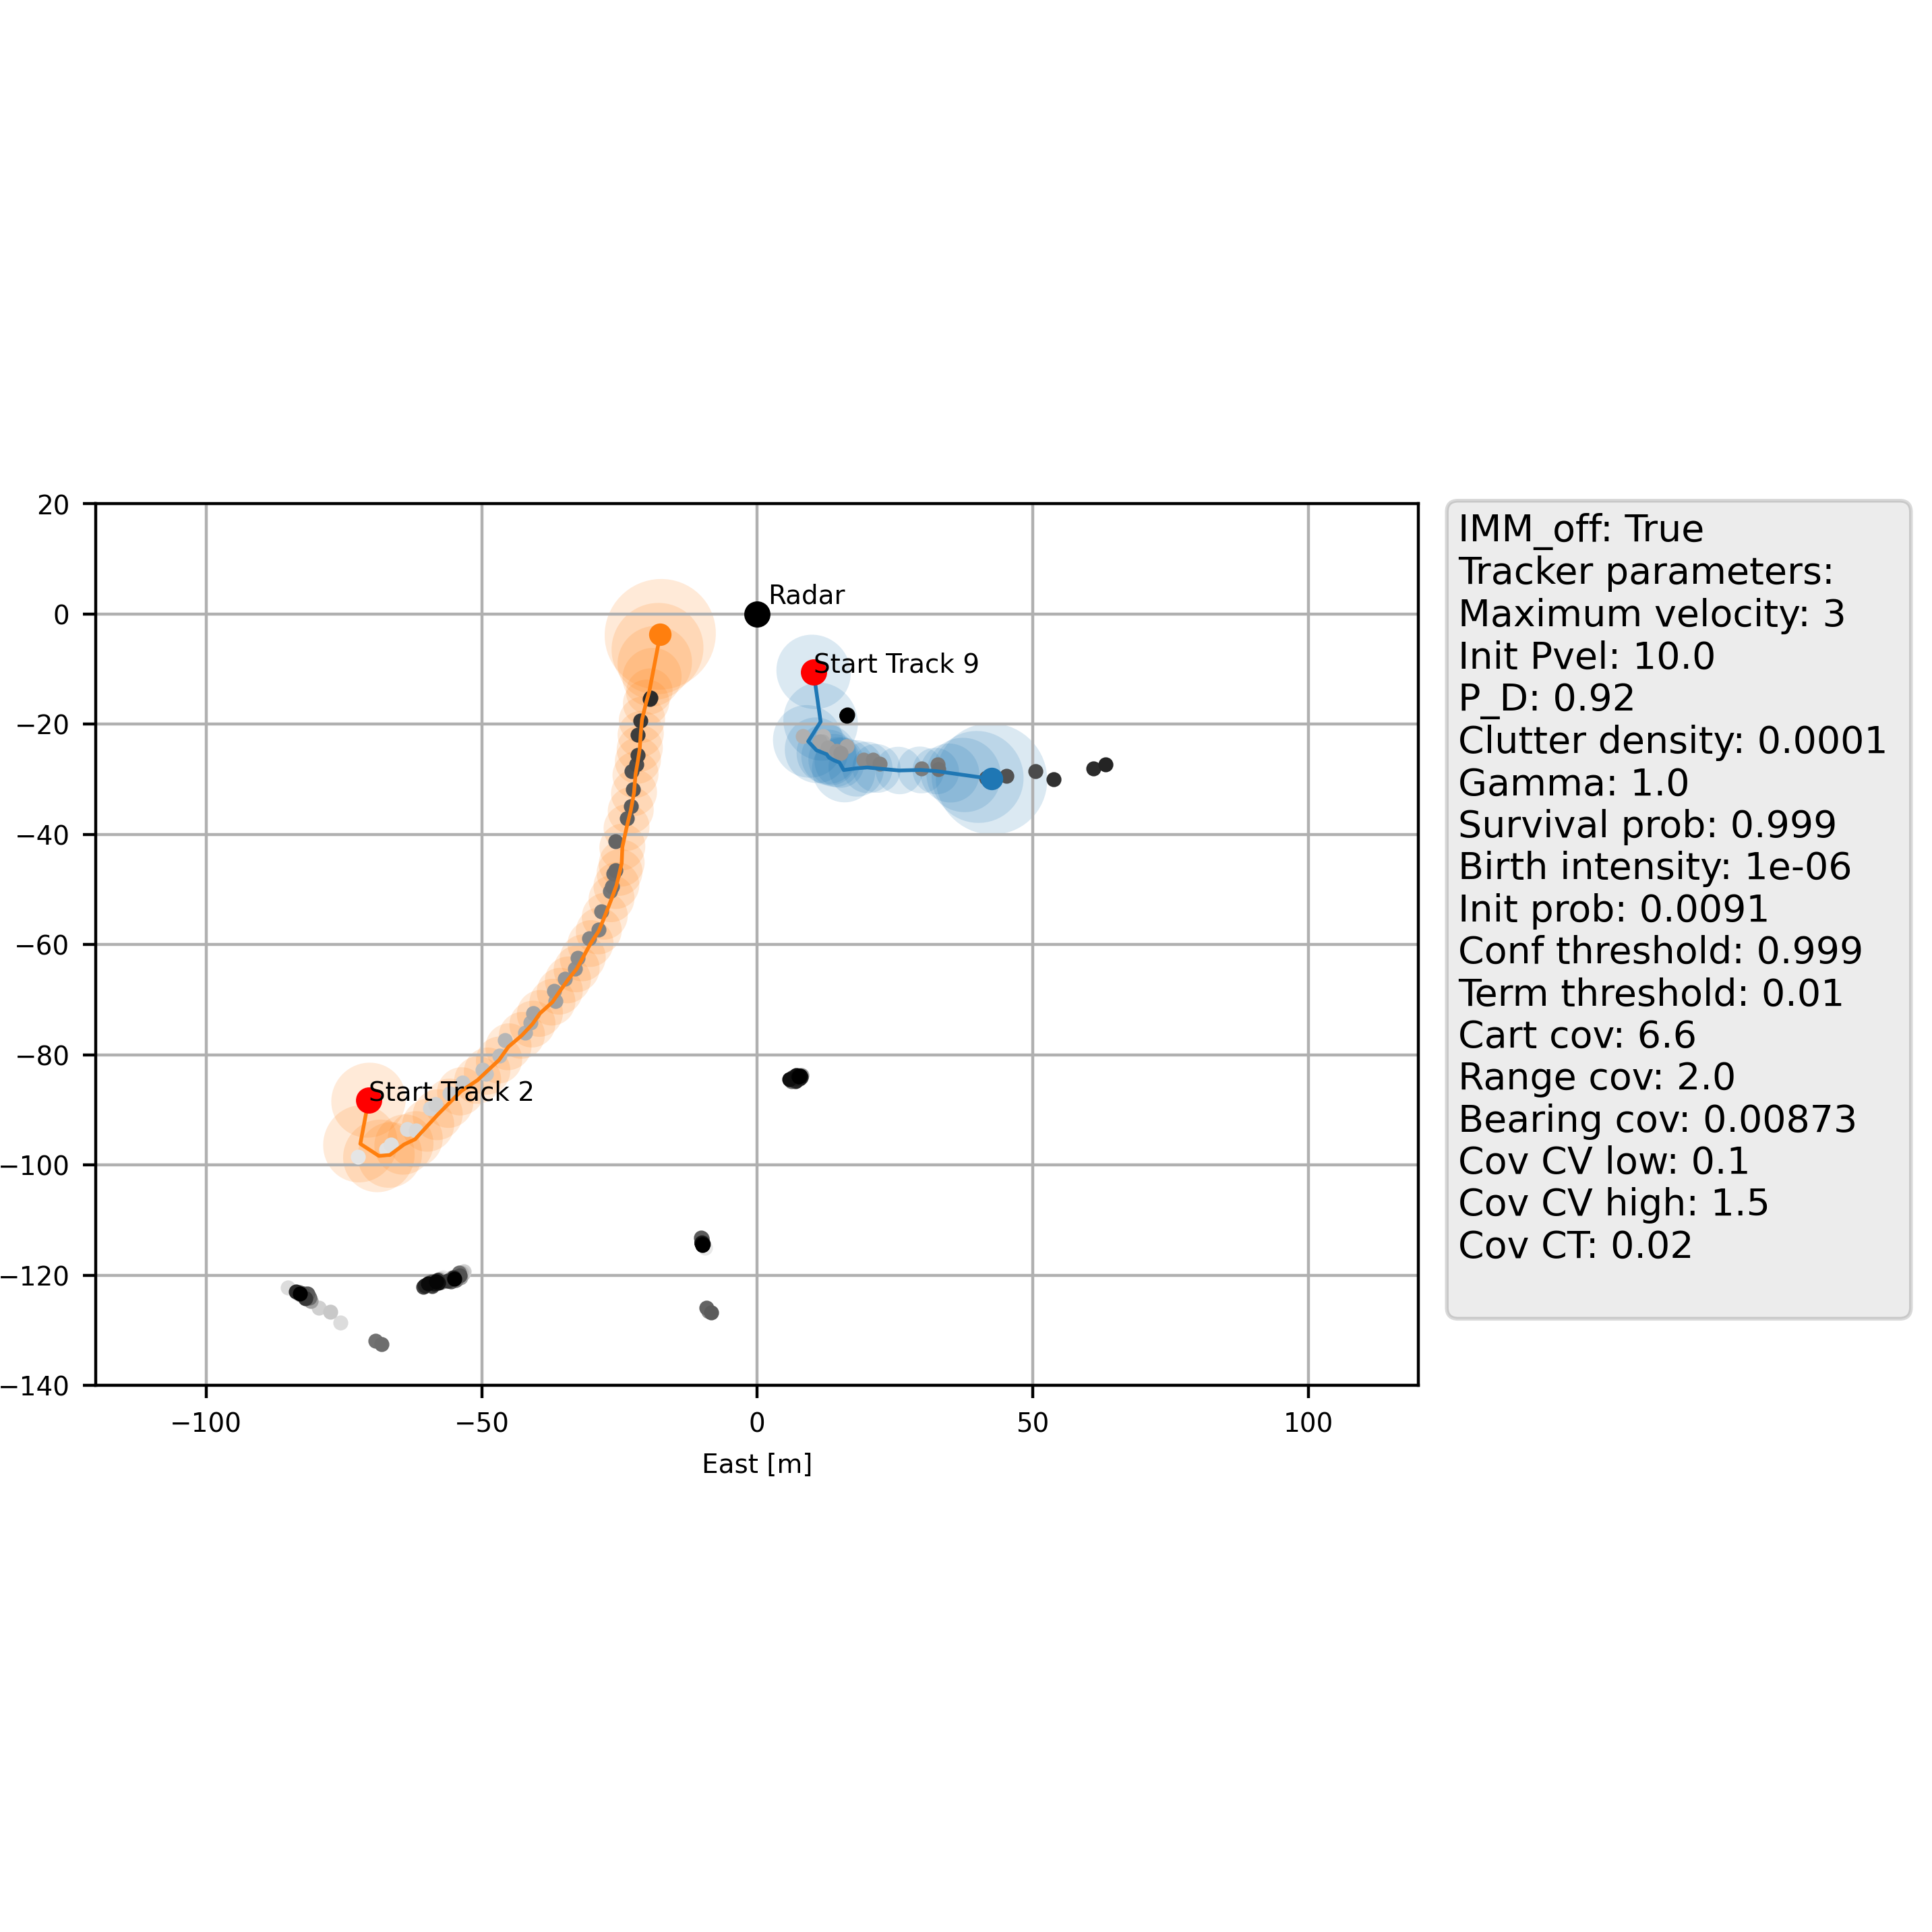 20
0
−20
−40
−60
−80
−100
−120
−140
−100
−50
0
50
100
East [m]
Radar
Start Track 9
Start Track 2
IMM_off: True
Tracker parameters:
Maximum velocity: 3
Init Pvel: 10.0
P_D: 0.92
Clutter density: 0.0001
Gamma: 1.0
Survival prob: 0.999
Birth intensity: 1e-06
Init prob: 0.0091
Conf threshold: 0.999
Term threshold: 0.01
Cart cov: 6.6
Range cov: 2.0
Bearing cov: 0.00873
Cov CV low: 0.1
Cov CV high: 1.5
Cov CT: 0.02